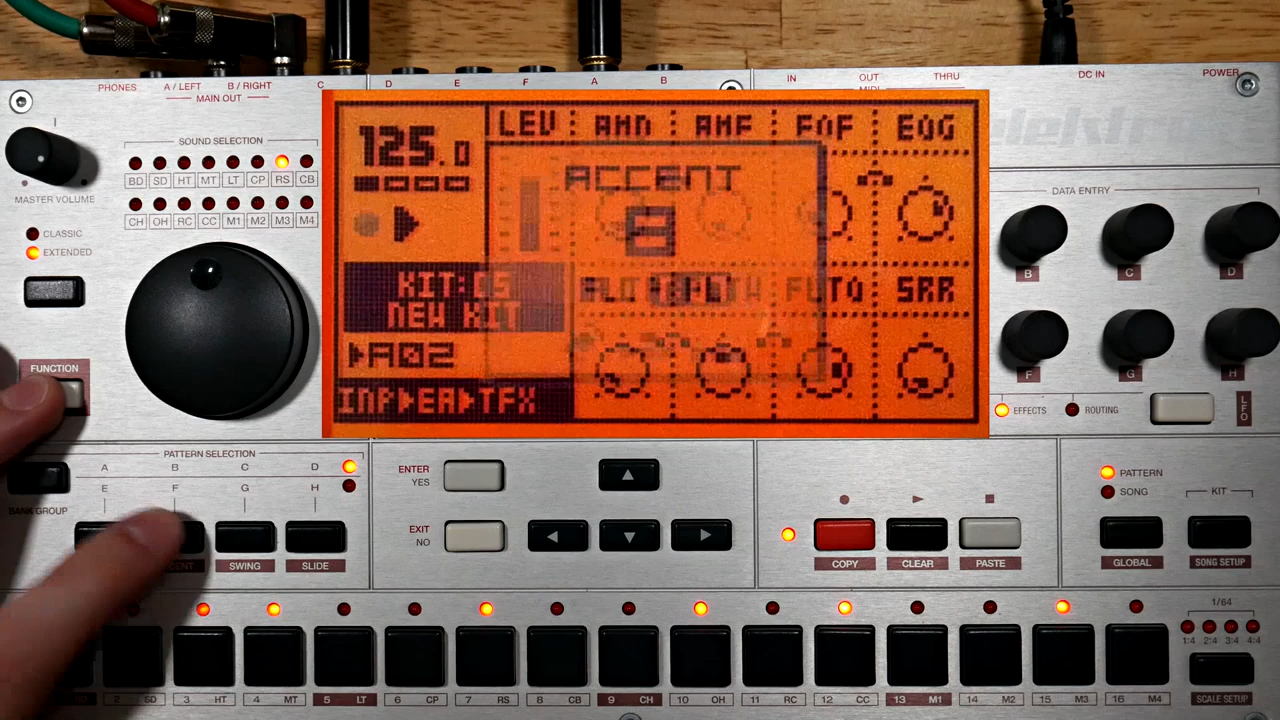 PHONES A / LEFT B / RIGHT C D E F A B IN OUT THRU DC IN POWER
MAIN OUT MIDI
elektron
SOUND SELECTION
BD SD HT MT LT CP RS CB
CH OH RC CC M1 M2 M3 M4
MASTER VOLUME
CLASSIC
EXTENDED
FUNCTION
125.0
LEV AMD AMF EQF EQG
ACCENT
8
KIT:05
NEW KIT
SRR
A02
INP EA TFX
DATA ENTRY
B C D
F G H
EFFECTS ROUTING
LFO
PATTERN SELECTION
A B C D
E F G H
BANK GROUP
SWING SLIDE
ENTER
YES
EXIT
NO
COPY CLEAR PASTE
PATTERN
SONG
KIT
GLOBAL SONG SETUP
1/64
1:4 2:4 3:4 4:4
2 SD 3 HT 4 MT 5 LT 6 CP 7 RS 8 CB 9 CH 10 OH 11 RC 12 CC 13 M1 14 M2 15 M3 16 M4
SCALE SETUP